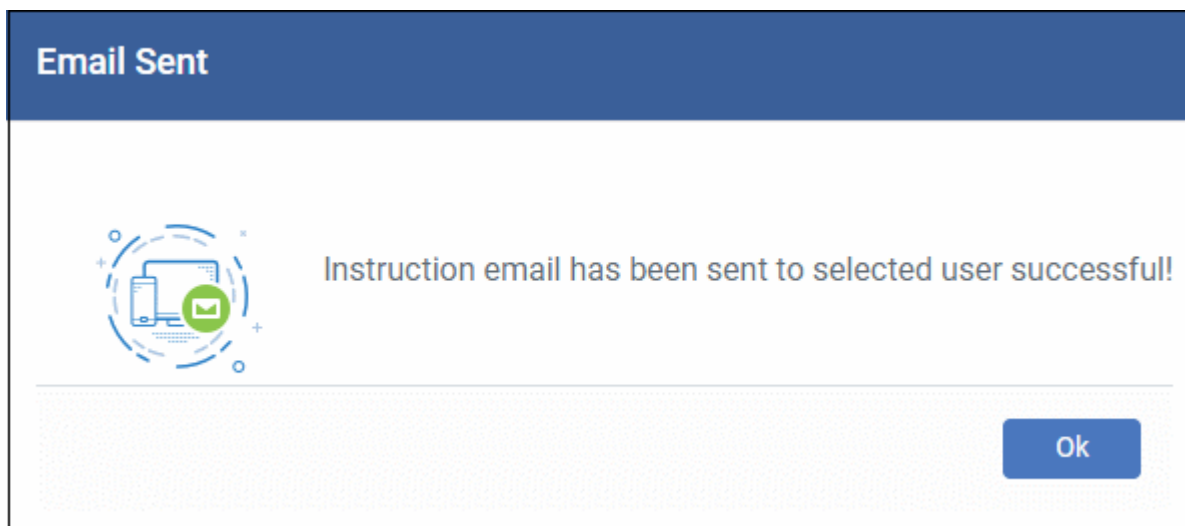 Email Sent
Instruction email has been sent to selected user successful!
Ok